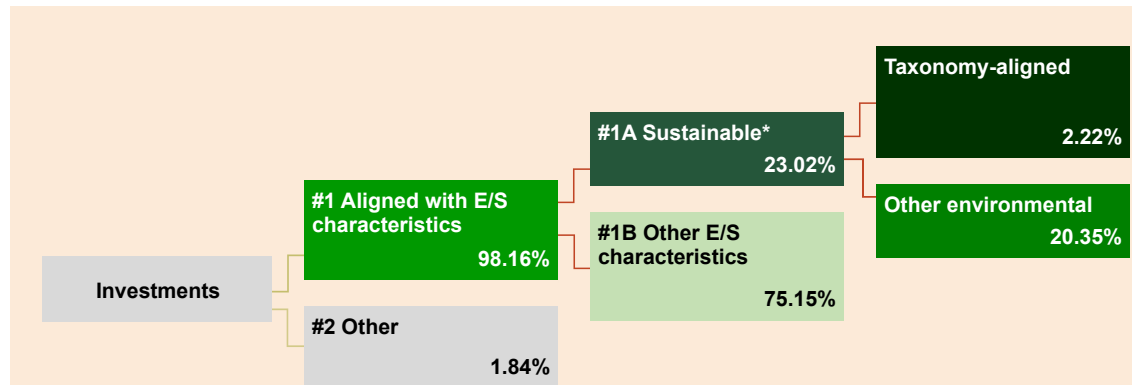 Taxonomy-aligned
2.22%
#1A Sustainable*
23.02%
#1 Aligned with E/S
characteristics
98.16%
Other environmental
20.35%
#1B Other E/S
characteristics
75.15%
Investments
#2 Other
1.84%